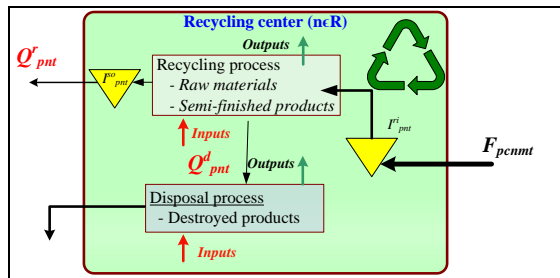 Recycling center (nϵR)
Outputs
Q^r_pnt
I^so_pnt
Recycling process
- Raw materials
- Semi-finished products
I^ri_pnt
F_pcnmt
Inputs
Q^d_pnt
Outputs
Disposal process
- Destroyed products
Inputs